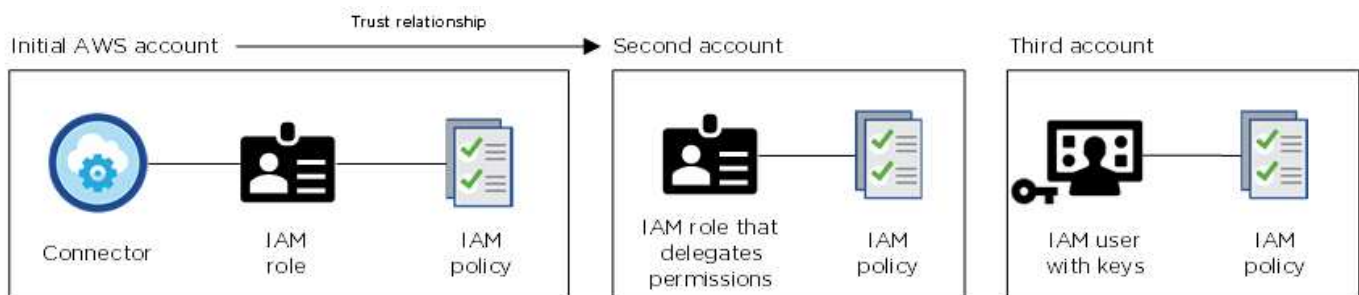 Trust relationship
Initial AWS account
Second account
Third account
Connector
IAM
role
IAM
policy
IAM role that
delegates
permissions
IAM
policy
IAM user
with keys
IAM
policy